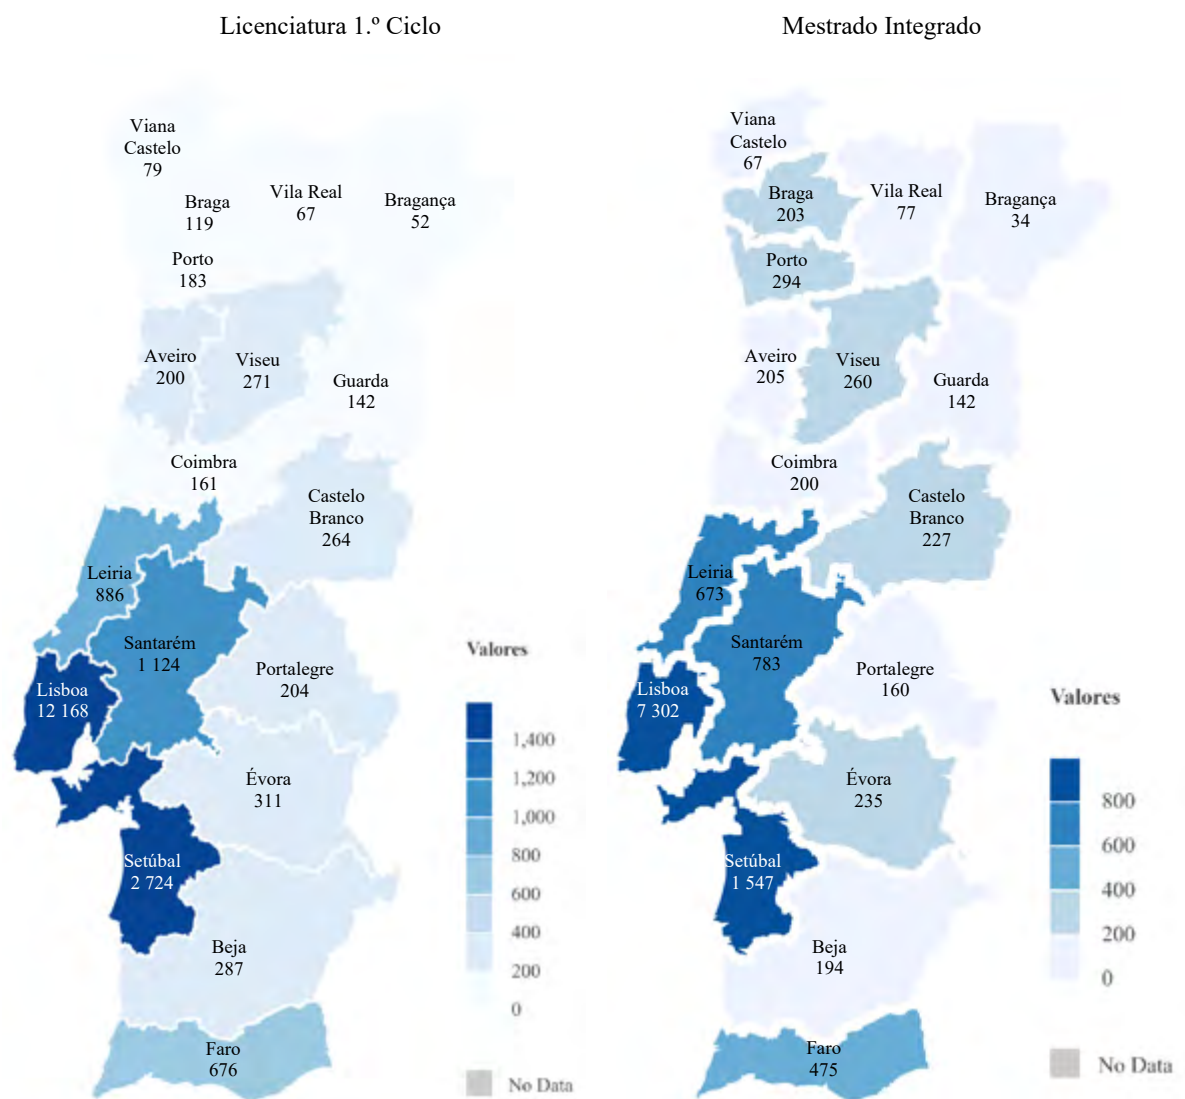 Licenciatura 1.º Ciclo
Viana
Castelo
79
Braga
119
Vila Real
67
Bragança
52
Porto
183
Aveiro
200
Viseu
271
Guarda
142
Coimbra
161
Castelo
Branco
264
Leiria
886
Santarém
1 124
Portalegre
204
Lisboa
12 168
Évora
311
Setúbal
2 724
Beja
287
Faro
676
Valores
1,400
1,200
1,000
800
600
400
200
0
No Data
Mestrado Integrado
Viana
Castelo
67
Braga
203
Vila Real
77
Bragança
34
Porto
294
Aveiro
205
Viseu
260
Guarda
142
Coimbra
200
Castelo
Branco
227
Leiria
673
Santarém
783
Portalegre
160
Lisboa
7 302
Évora
235
Setúbal
1 547
Beja
194
Faro
475
Valores
800
600
400
200
0
No Data